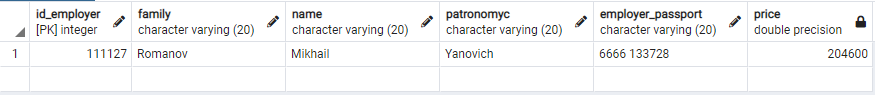 id_employer family name patronomyc employer_passport price
[PK] integer character varying (20) character varying (20) character varying (20) character varying (20) double precision
1 111127 Romanov Mikhail Yanovich 6666 133728 204600